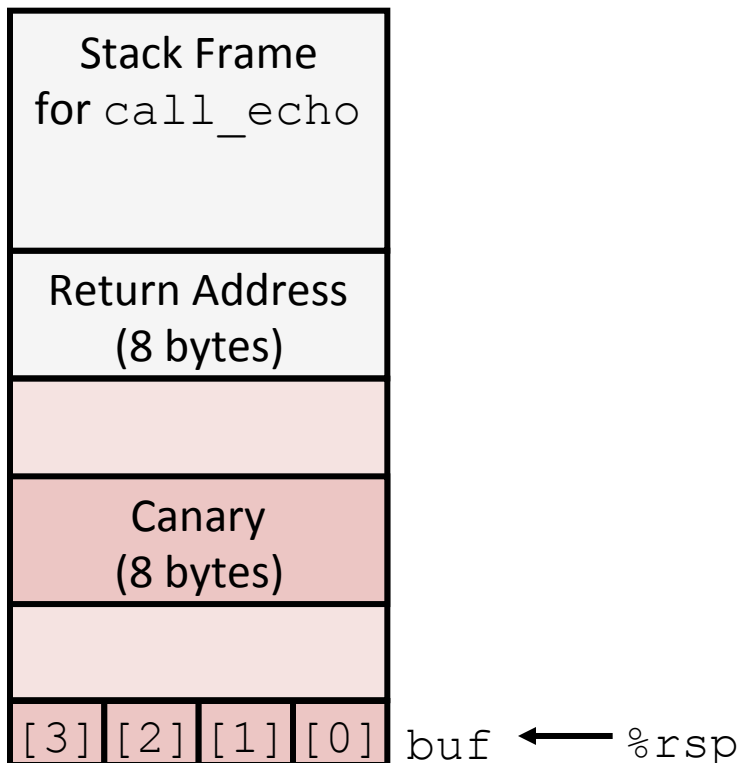 Stack Frame
for call_echo
Return Address
(8 bytes)
Canary
(8 bytes)
[3] [2] [1] [0] buf %rsp